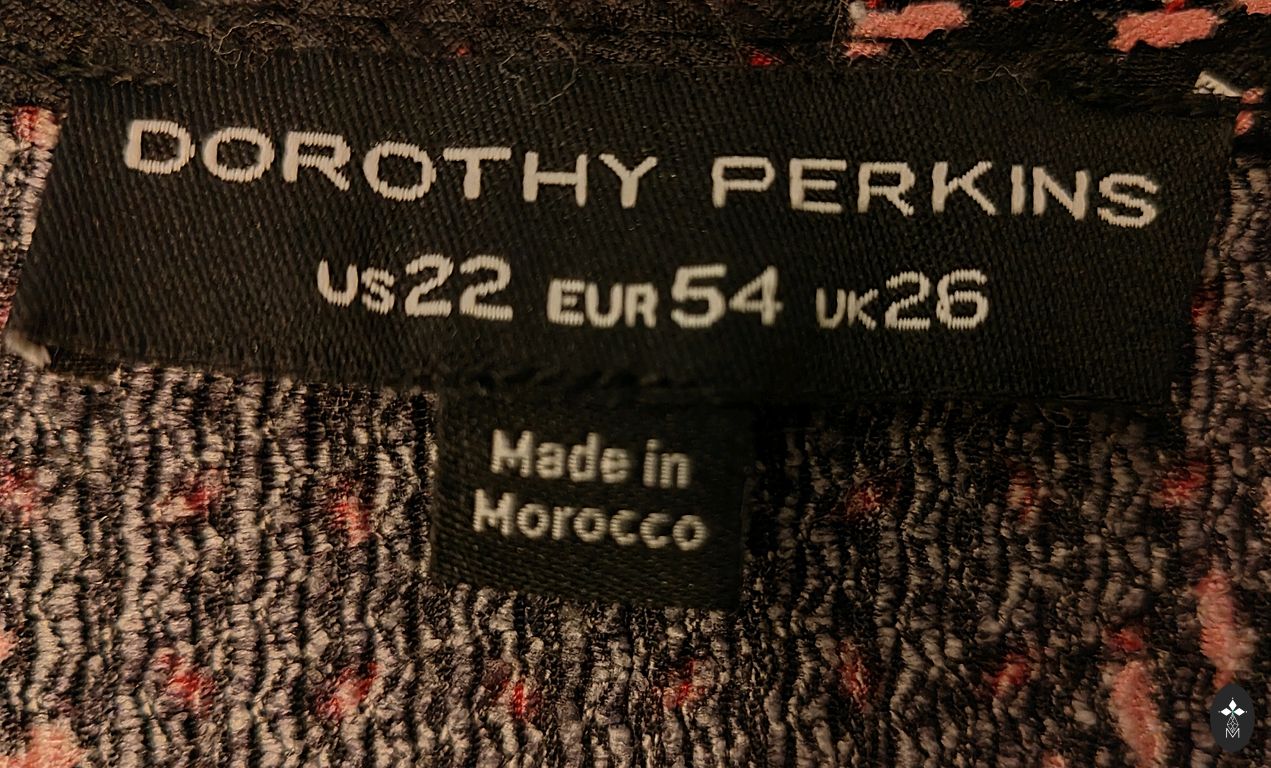 DOROTHY PERKINS
US22 EUR54 UK26
Made in
Morocco